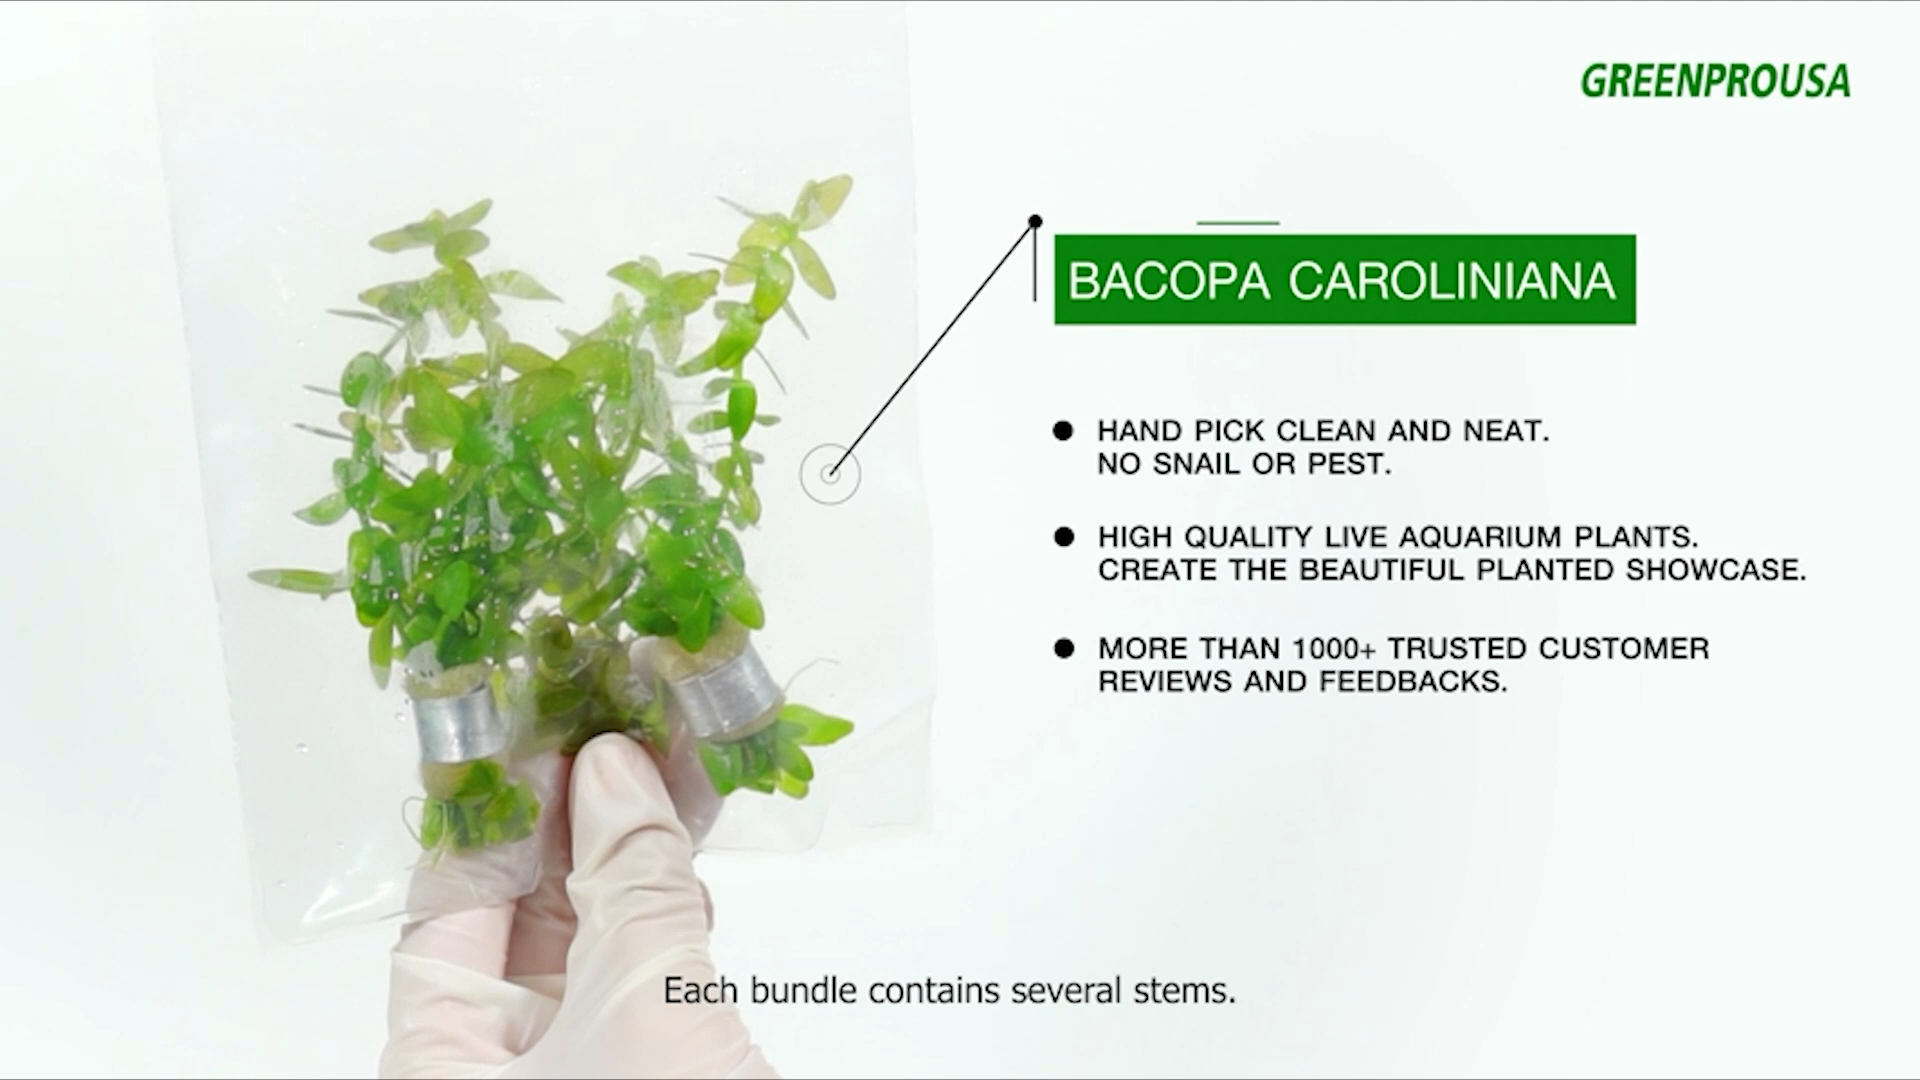 GREENPROUSA
BACOPA CAROLINIANA
HAND PICK CLEAN AND NEAT.
NO SNAIL OR PEST.
HIGH QUALITY LIVE AQUARIUM PLANTS.
CREATE THE BEAUTIFUL PLANTED SHOWCASE.
MORE THAN 1000+ TRUSTED CUSTOMER
REVIEWS AND FEEDBACKS.
Each bundle contains several stems.